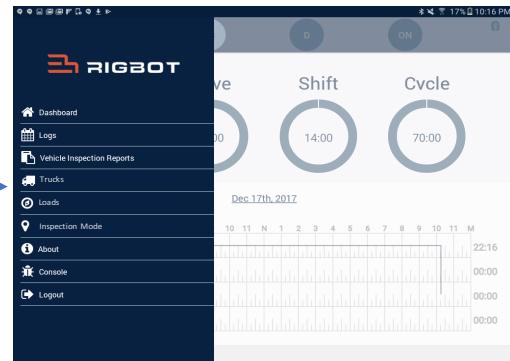 17% 10:16 PM
D
ON
RIGBOT
ve
Shift
Cycle
Dashboard
Logs
00
14:00
70:00
Vehicle Inspection Reports
Trucks
Loads
Dec 17th, 2017
Inspection Mode
10 11 N 1 2 3 4 5 6 7 8 9 10 11 M
About
22:16
Console
00:00
Logout
00:00
00:00